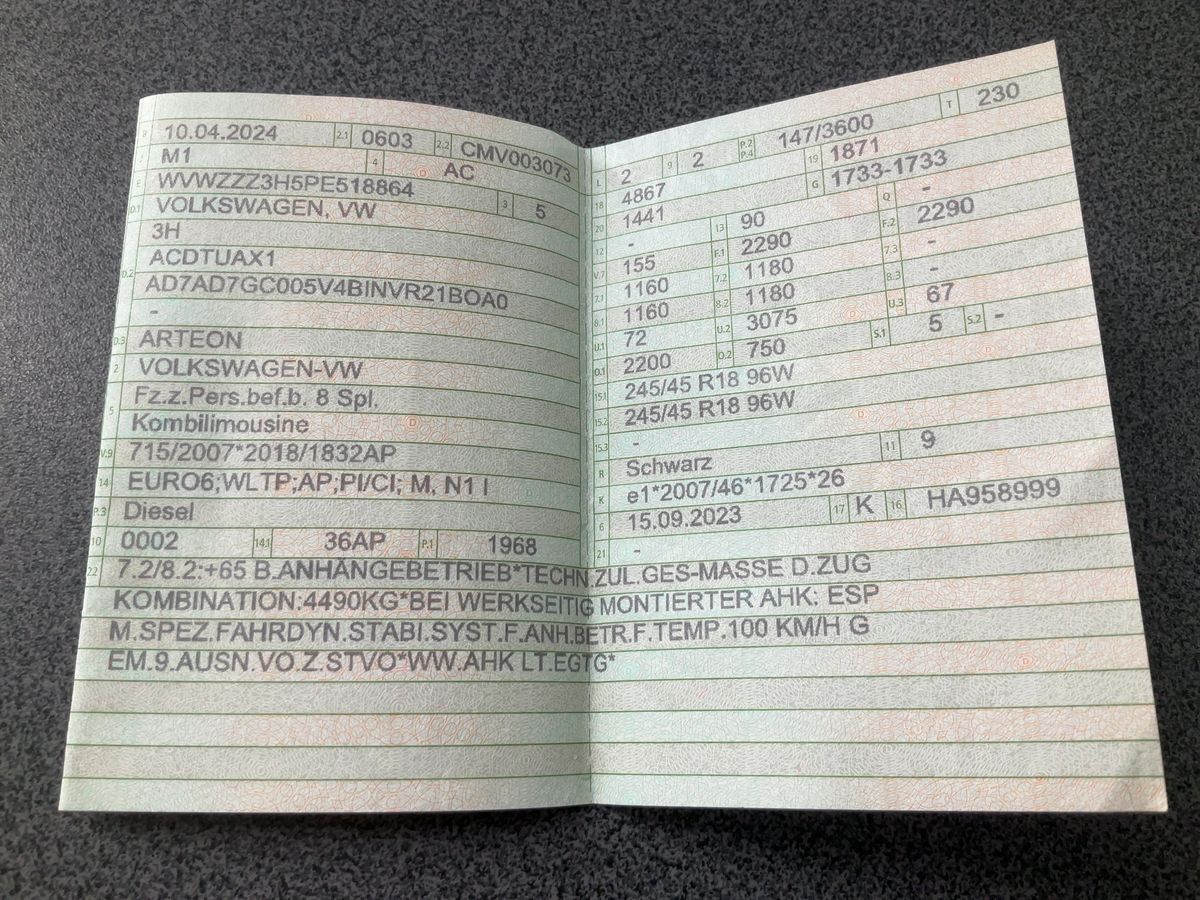 B 10.04.2024 2.1 0603 2.2 CMV003073
J M1 4 AC
E WVWZZZ3H5PE518864 3 5
D.1 VOLKSWAGEN, VW
3H
D.2 ACDTUAX1
AD7AD7GC005V4BINVR21BOA0
-
D.3 ARTEON
2 VOLKSWAGEN-VW
5 Fz.z.Pers.bef.b. 8 Spl.
Kombilimousine
V.9 715/2007*2018/1832AP
14 EURO6;WLTP;AP;PI/CI; M, N1 I
P.3 Diesel
10 0002 14.1 36AP P.1 1968
L 2 9 2 P.2 P.4 147/3600 T 230
18 4867 19 1871
20 1441 G 1733-1733
12 - 13 90 Q -
V.7 155 F.1 2290 F.2 2290
7.1 1160 7.2 1180 7.3 -
8.1 1160 8.2 1180 8.3 -
U.1 72 U.2 3075 U.3 67
O.1 2200 O.2 750 S.1 5 S.2 -
15.1 245/45 R18 96W
15.2 245/45 R18 96W
15.3 -
R Schwarz 11 9
K e1*2007/46*1725*26
6 15.09.2023 17 K 16 HA958999
21 -
22 7.2/8.2:+65 B.ANHÄNGEBETRIEB*TECHN.ZUL.GES-MASSE D.ZUG
KOMBINATION:4490KG*BEI WERKSEITIG MONTIERTER AHK: ESP
M.SPEZ.FAHRDYN.STABI.SYST.F.ANH.BETR.F.TEMP.100 KM/H G
EM.9.AUSN.VO.Z.STVO*WW.AHK LT.EGTG*